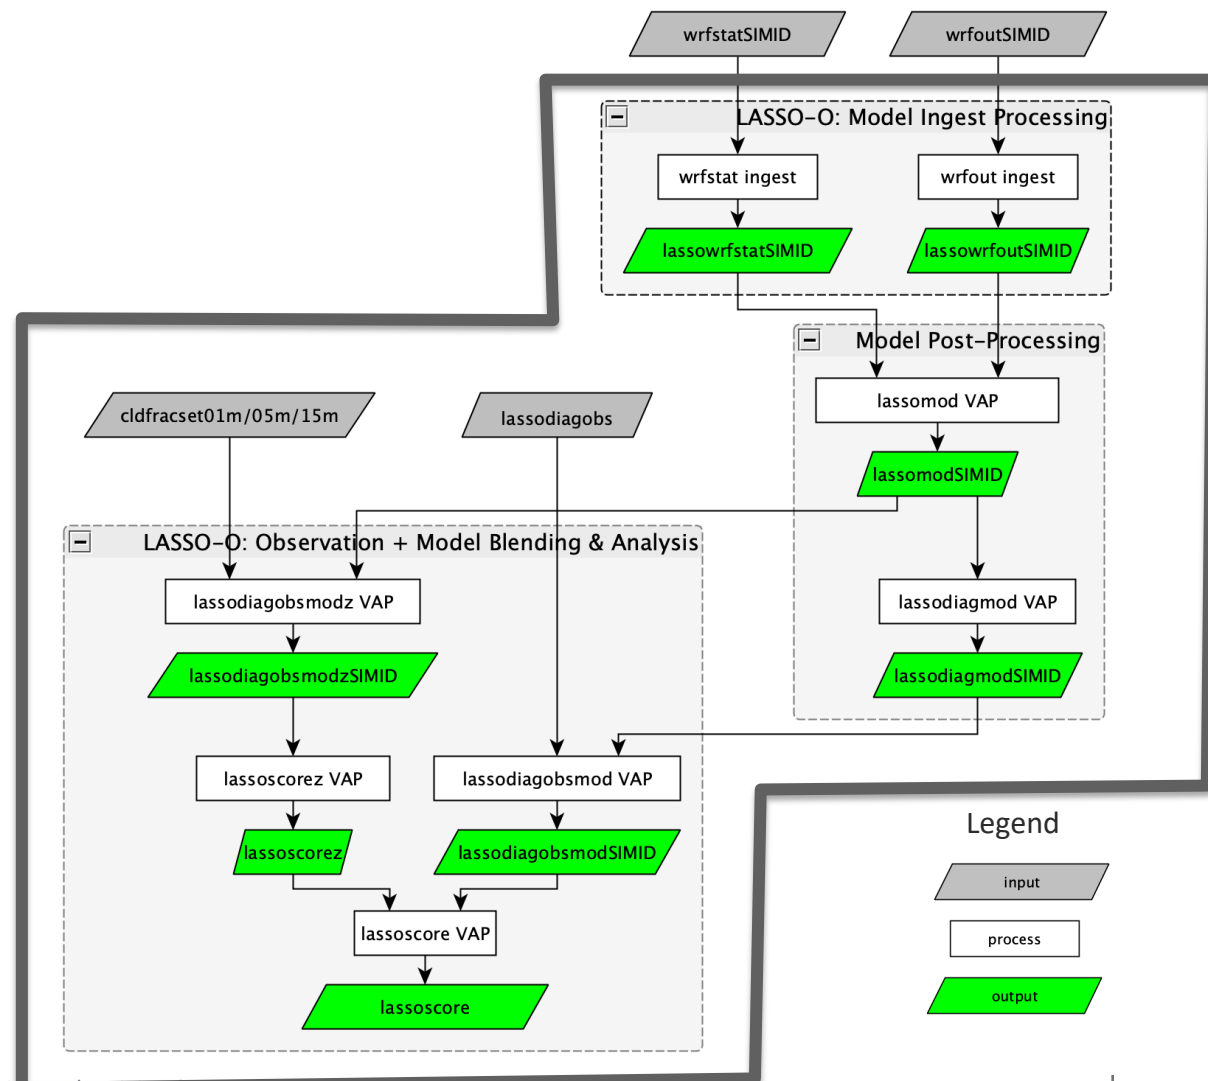 wrfstatSIMID
wrfoutSIMID
LASSO-O: Model Ingest Processing
wrfstat ingest
wrfout ingest
lassowrfstatSIMID
lassowrfoutSIMID
Model Post-Processing
lassomod VAP
cldfracset01m/05m/15m
lassodiagobs
lassomodSIMID
LASSO-O: Observation + Model Blending & Analysis
lassodiagobsmodz VAP
lassodiagmod VAP
lassodiagobsmodzSIMID
lassodiagmodSIMID
lassoscorez VAP
lassodiagobsmod VAP
lassoscorez
lassodiagobsmodSIMID
lassoscore VAP
lassoscore
Legend
input
process
output